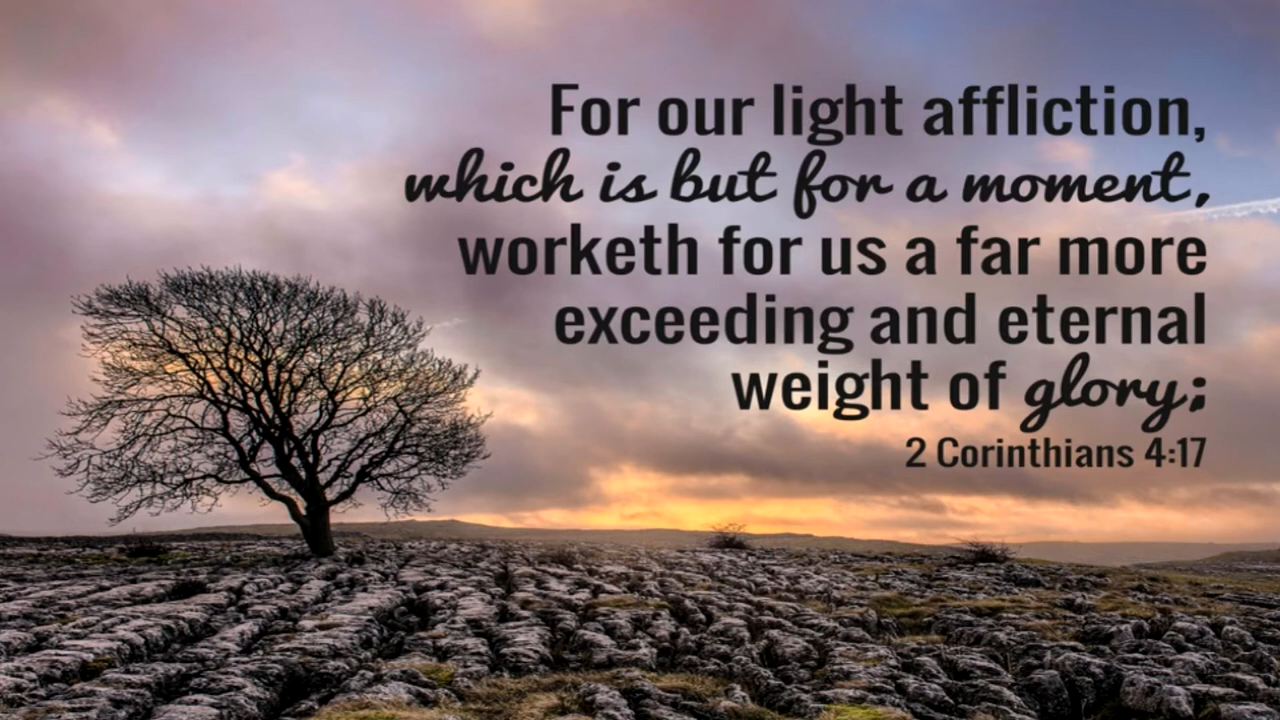 For our light affliction,
which is but for a moment,
worketh for us a far more
exceeding and eternal
weight of glory;
2 Corinthians 4:17